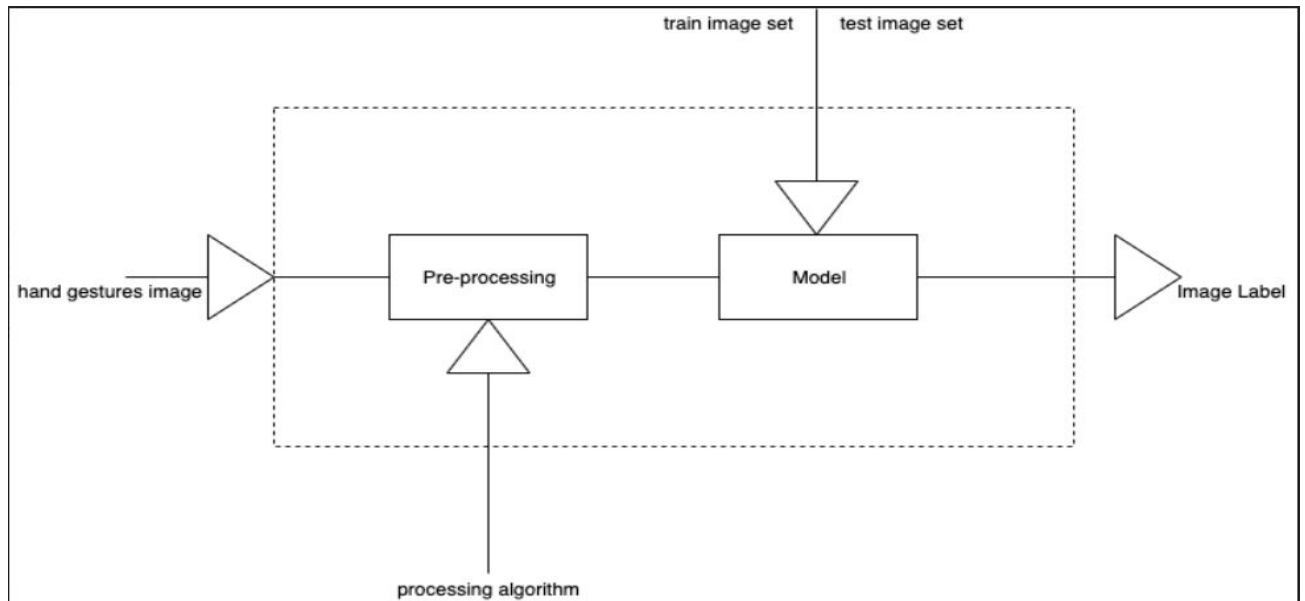 train image set
test image set
Pre-processing
Model
hand gestures image
Image Label
processing algorithm